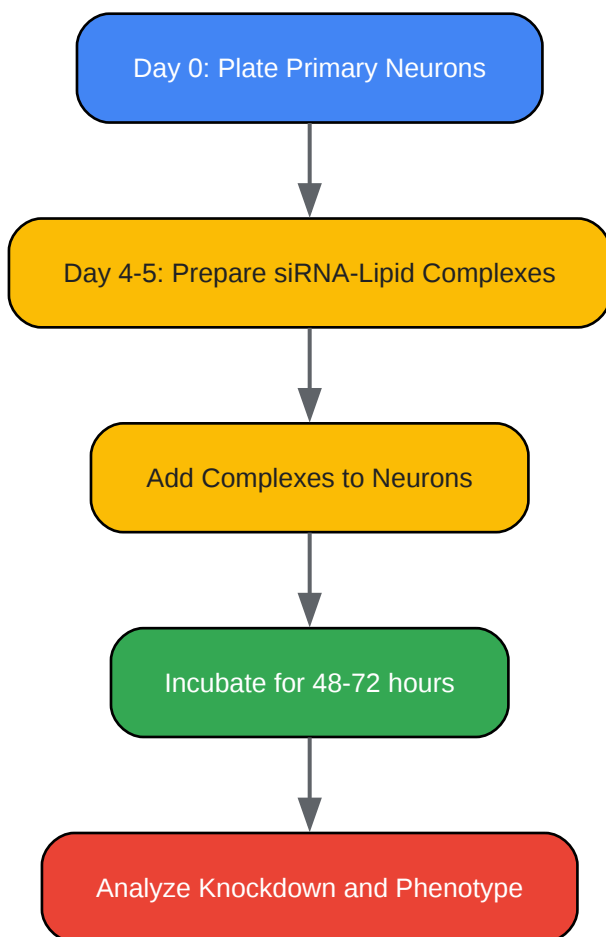 Day 0: Plate Primary Neurons
Day 4-5: Prepare siRNA-Lipid Complexes
Add Complexes to Neurons
Incubate for 48-72 hours
Analyze Knockdown and Phenotype